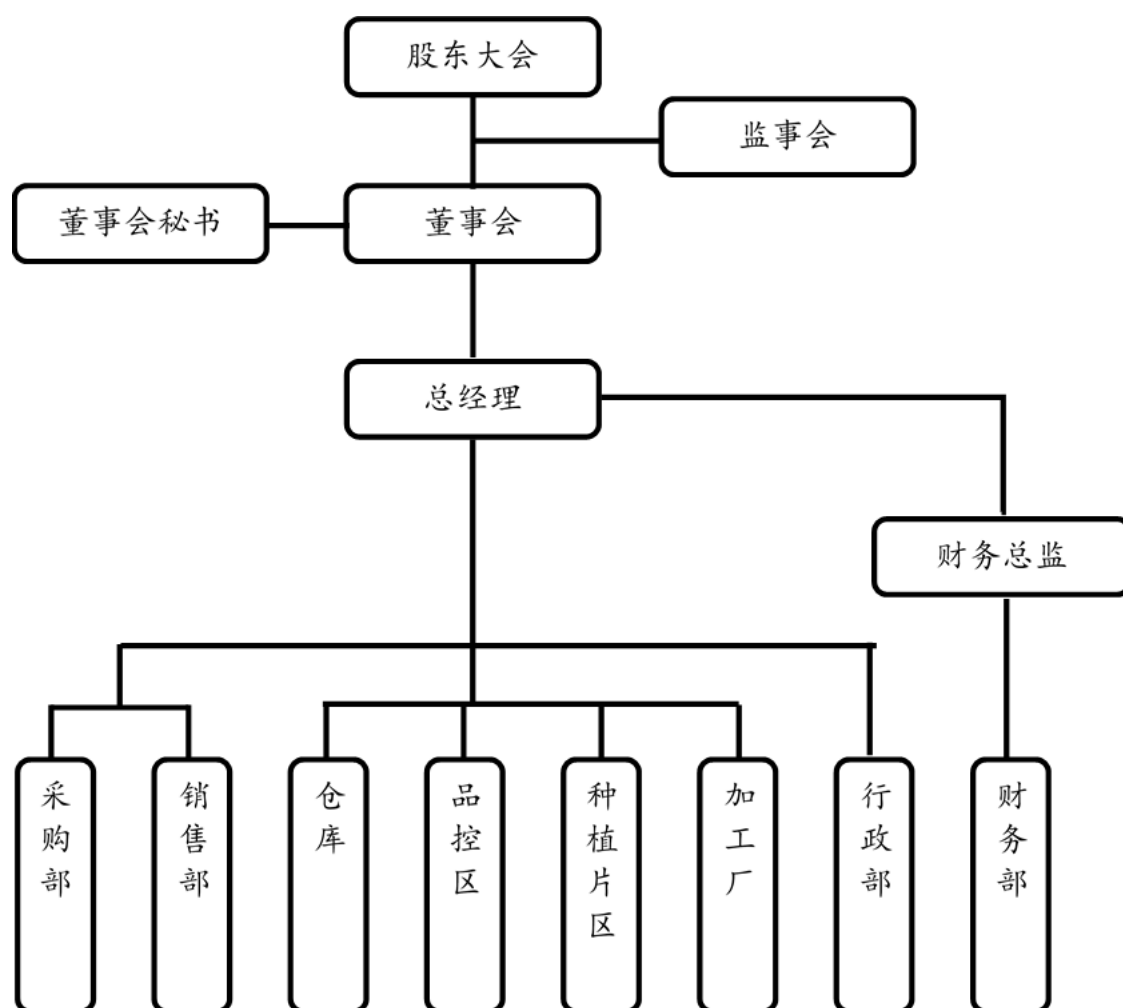 股东大会
监事会
董事会秘书
董事会
总经理
财务总监
采购部
销售部
仓库
品控区
种植片区
加工厂
行政部
财务部